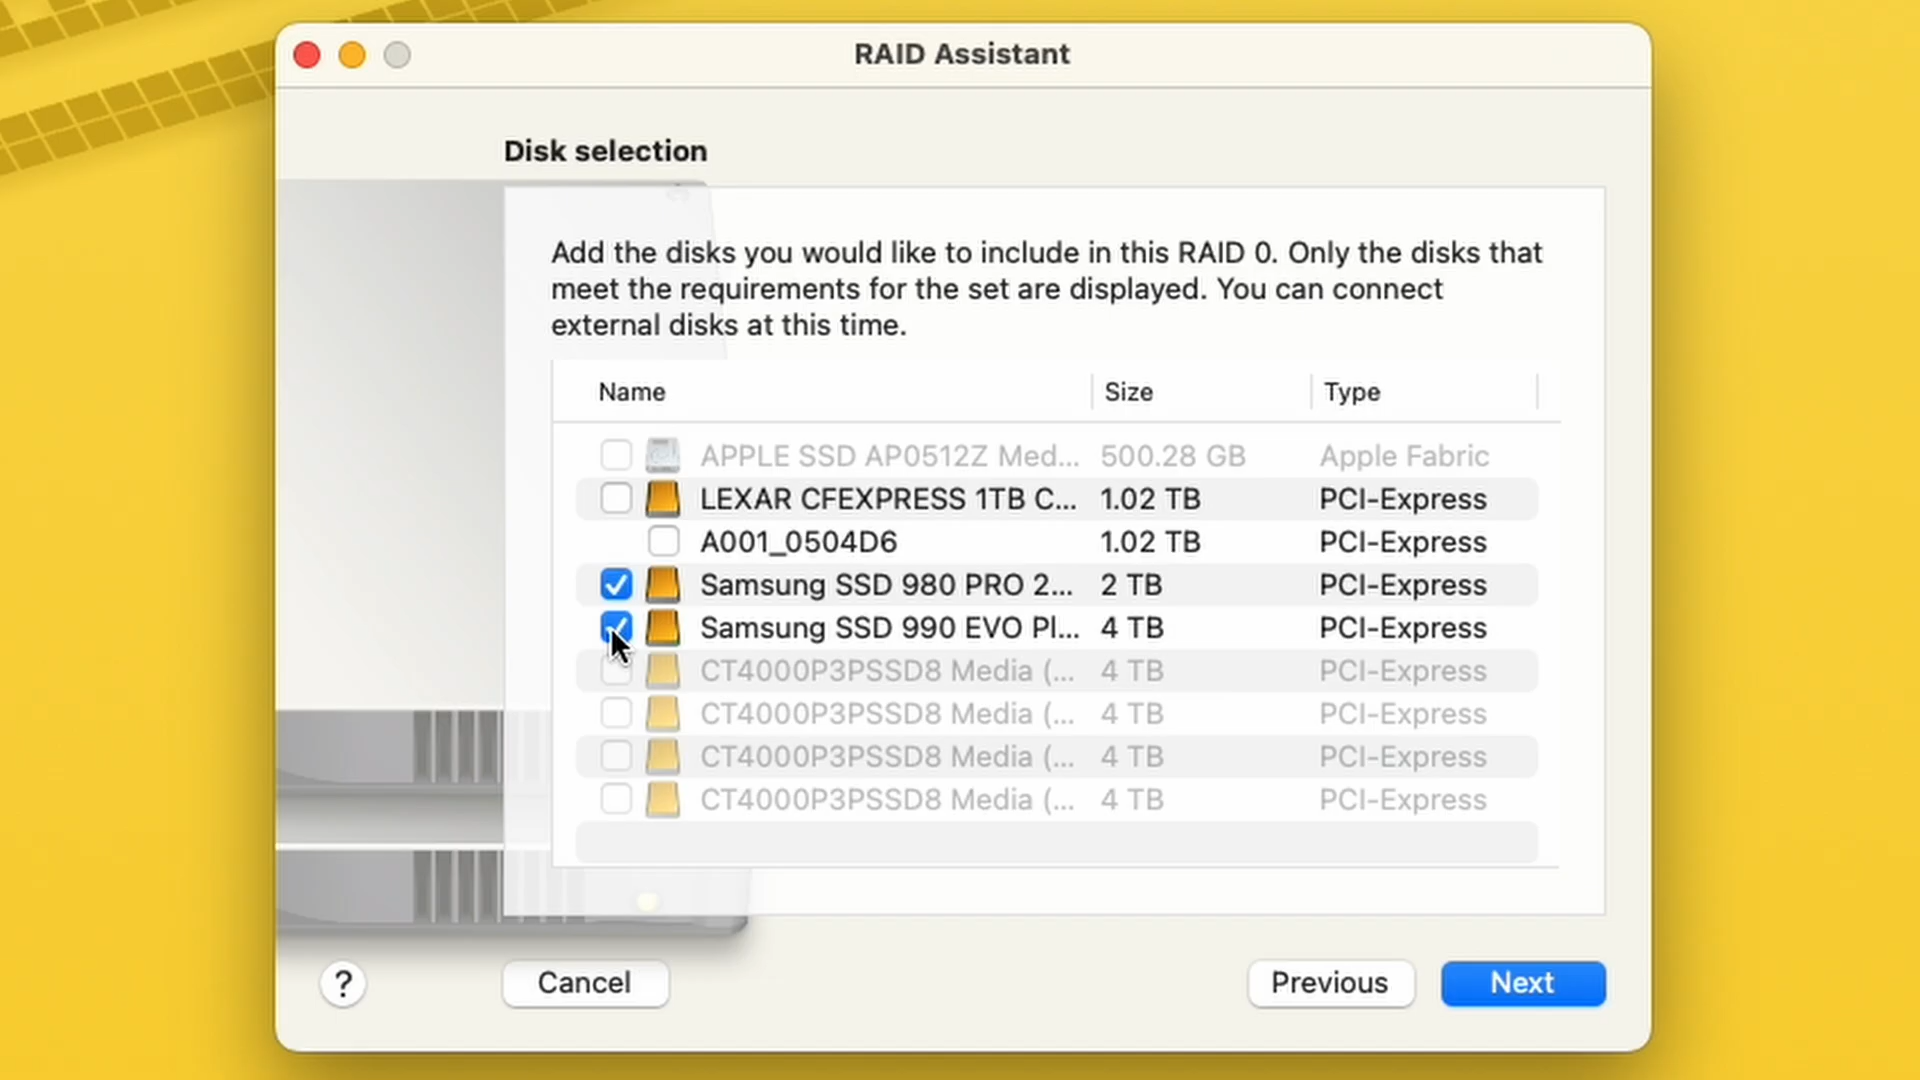 RAID Assistant
Disk selection
Add the disks you would like to include in this RAID 0. Only the disks that
meet the requirements for the set are displayed. You can connect
external disks at this time.
Name Size Type
APPLE SSD AP0512Z Med... 500.28 GB Apple Fabric
LEXAR CFEXPRESS 1TB C... 1.02 TB PCI-Express
A001_0504D6 1.02 TB PCI-Express
Samsung SSD 980 PRO 2... 2 TB PCI-Express
Samsung SSD 990 EVO Pl... 4 TB PCI-Express
CT4000P3PSSD8 Media (... 4 TB PCI-Express
CT4000P3PSSD8 Media (... 4 TB PCI-Express
CT4000P3PSSD8 Media (... 4 TB PCI-Express
CT4000P3PSSD8 Media (... 4 TB PCI-Express
? Cancel Previous Next